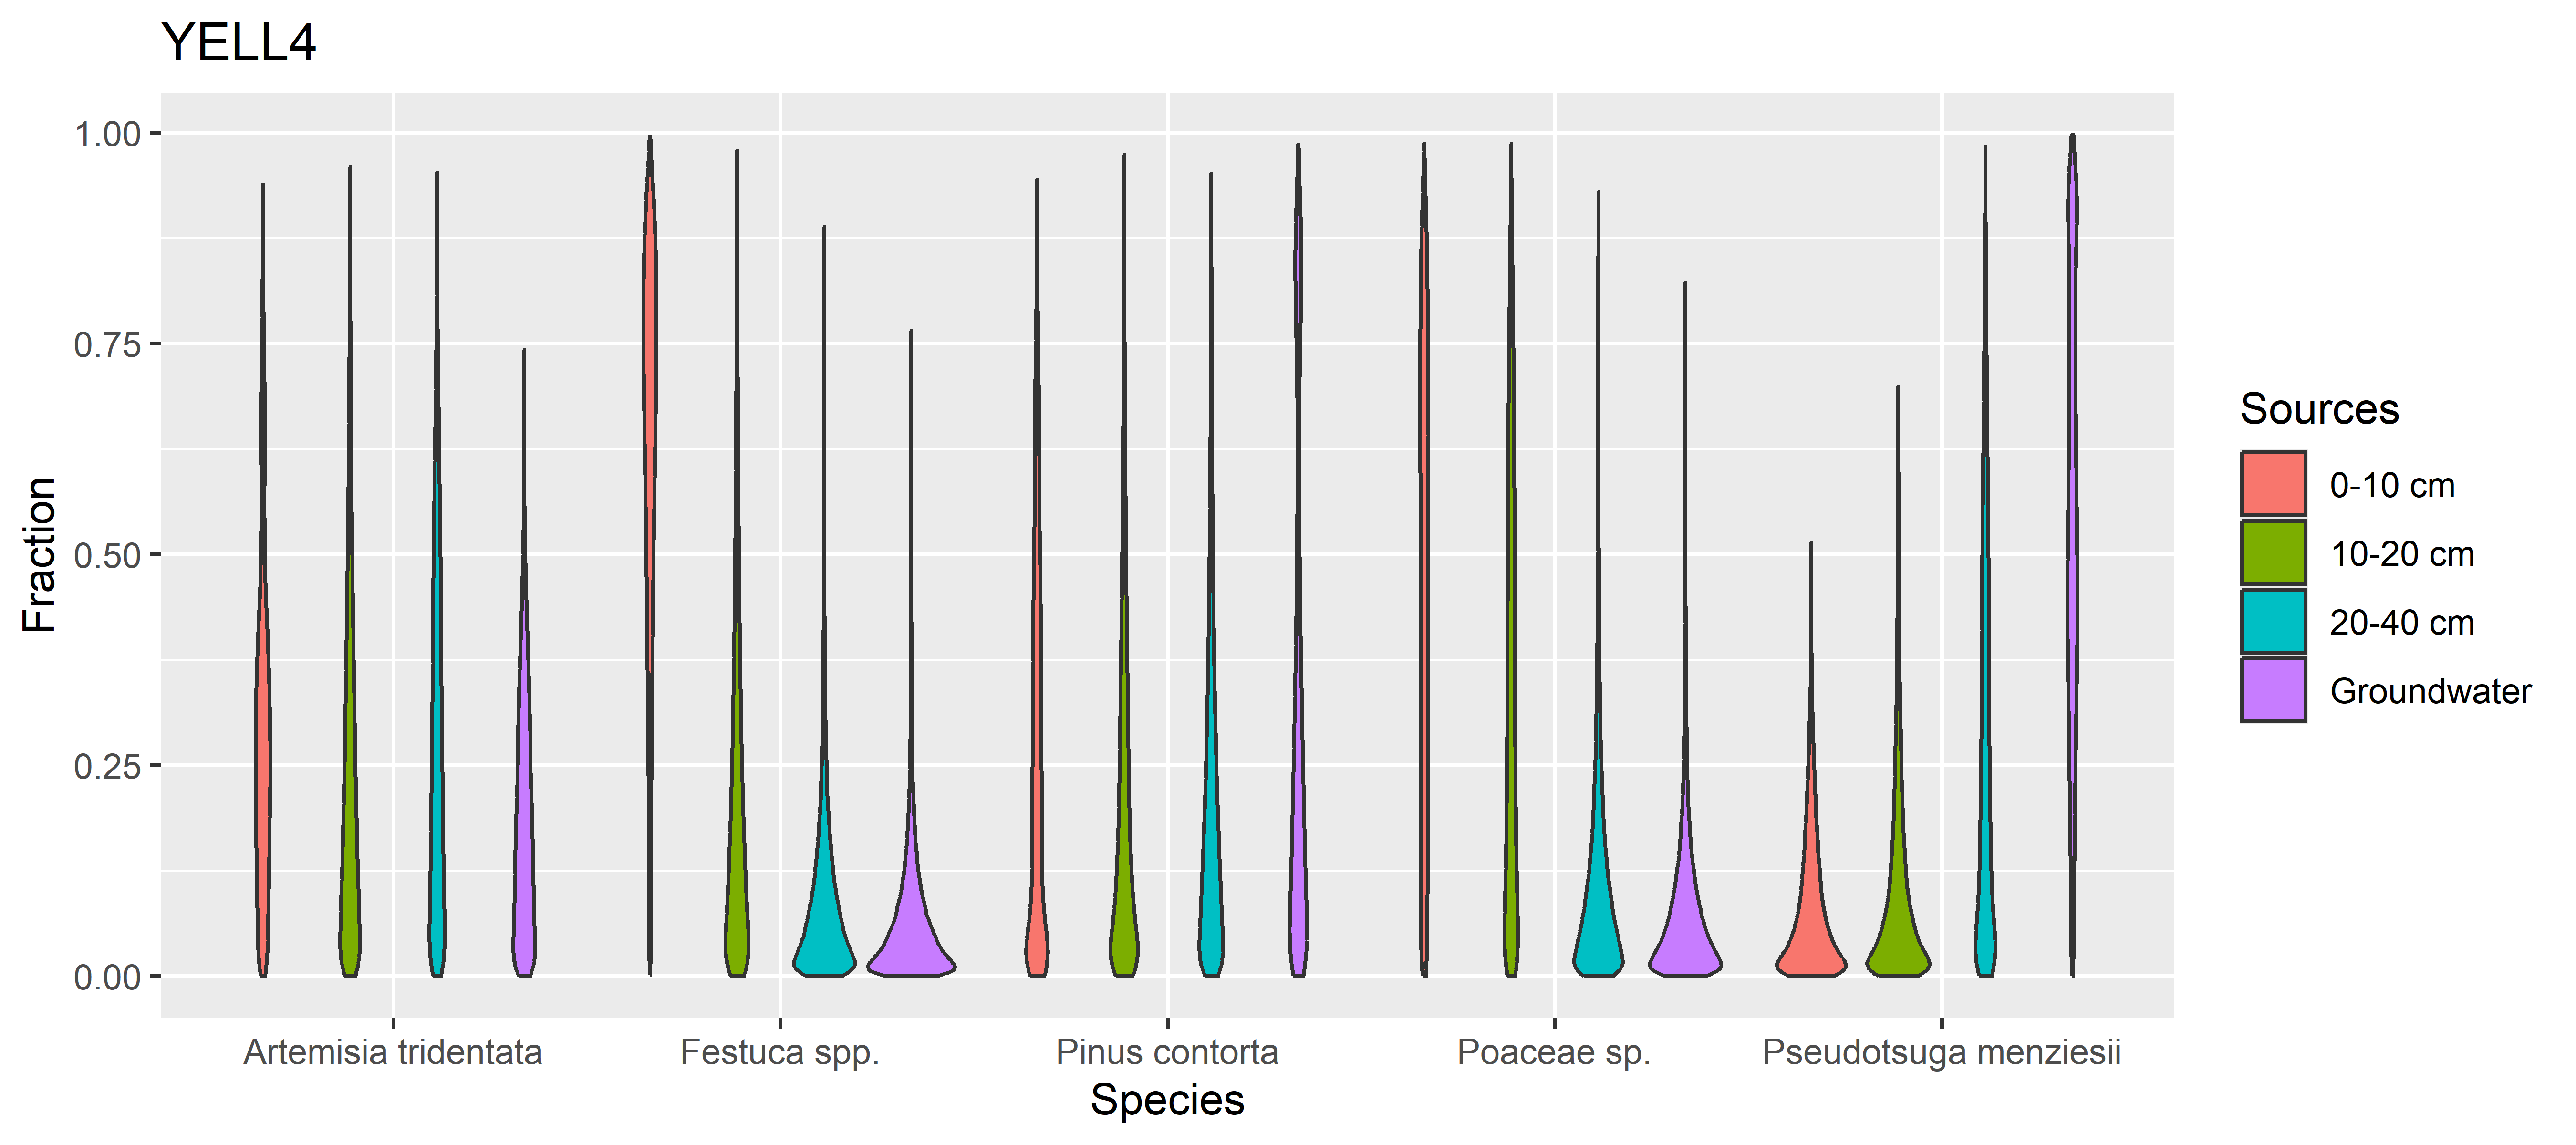 YELL4
1.00
0.75
0.50
0.25
0.00
Fraction
Artemisia tridentata
Festuca spp.
Pinus contorta
Poaceae sp.
Pseudotsuga menziesii
Species
Sources
0-10 cm
10-20 cm
20-40 cm
Groundwater